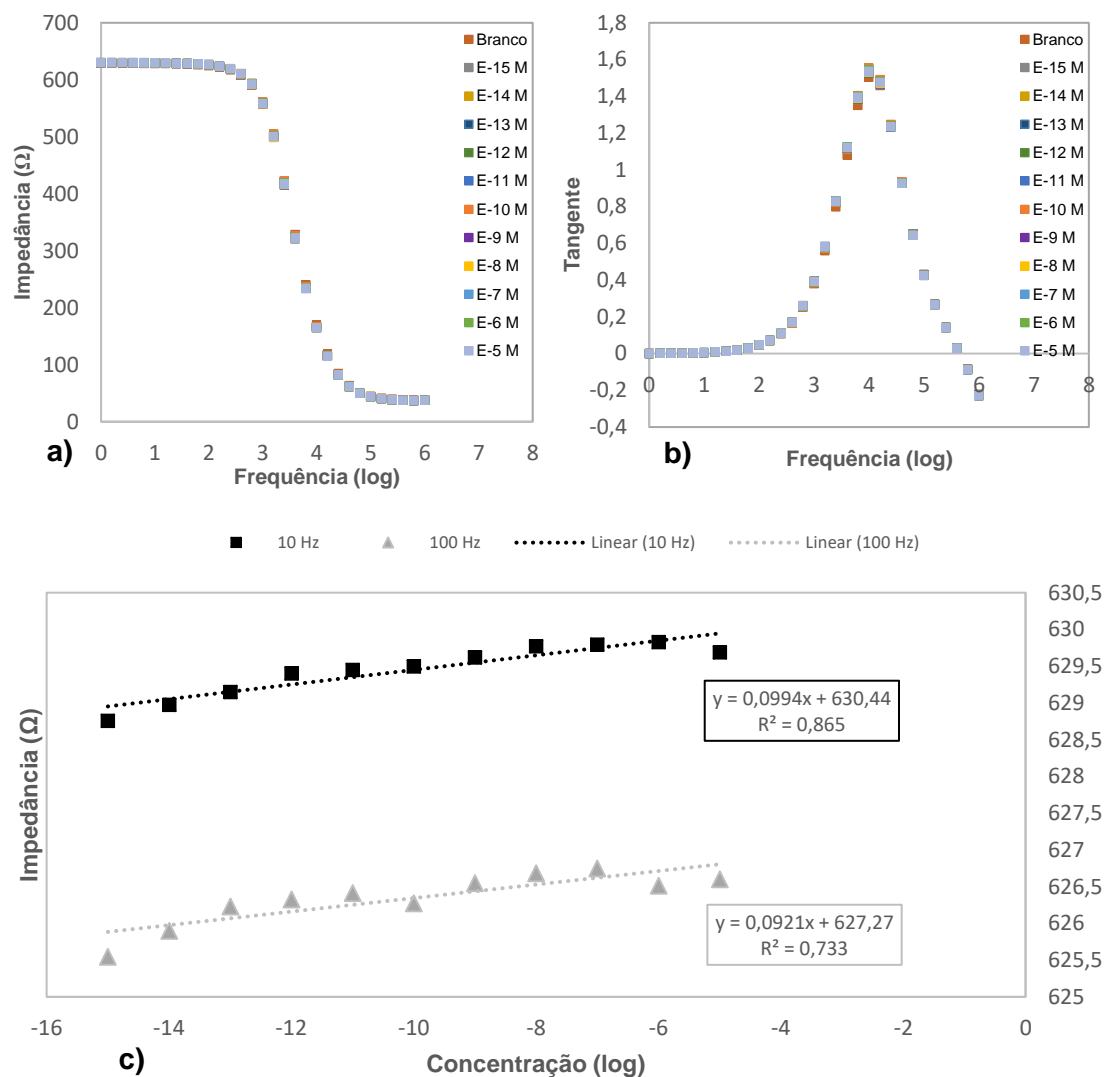 700
600
500
400
300
200
100
0
Impedância (Ω)
0 1 2 3 4 5 6 7 8
Frequência (log)
a)
Branco
E-15 M
E-14 M
E-13 M
E-12 M
E-11 M
E-10 M
E-9 M
E-8 M
E-7 M
E-6 M
E-5 M
1,8
1,6
1,4
1,2
1
0,8
0,6
0,4
0,2
0
-0,2
-0,4
Tangente
0 1 2 3 4 5 6 7 8
Frequência (log)
b)
Branco
E-15 M
E-14 M
E-13 M
E-12 M
E-11 M
E-10 M
E-9 M
E-8 M
E-7 M
E-6 M
E-5 M
10 Hz 100 Hz Linear (10 Hz) Linear (100 Hz)
Impedância (Ω)
630,5
630
629,5
629
628,5
628
627,5
627
626,5
626
625,5
625
y = 0,0994x + 630,44
R² = 0,865
y = 0,0921x + 627,27
R² = 0,733
-16 -14 -12 -10 -8 -6 -4 -2 0
Concentração (log)
c)